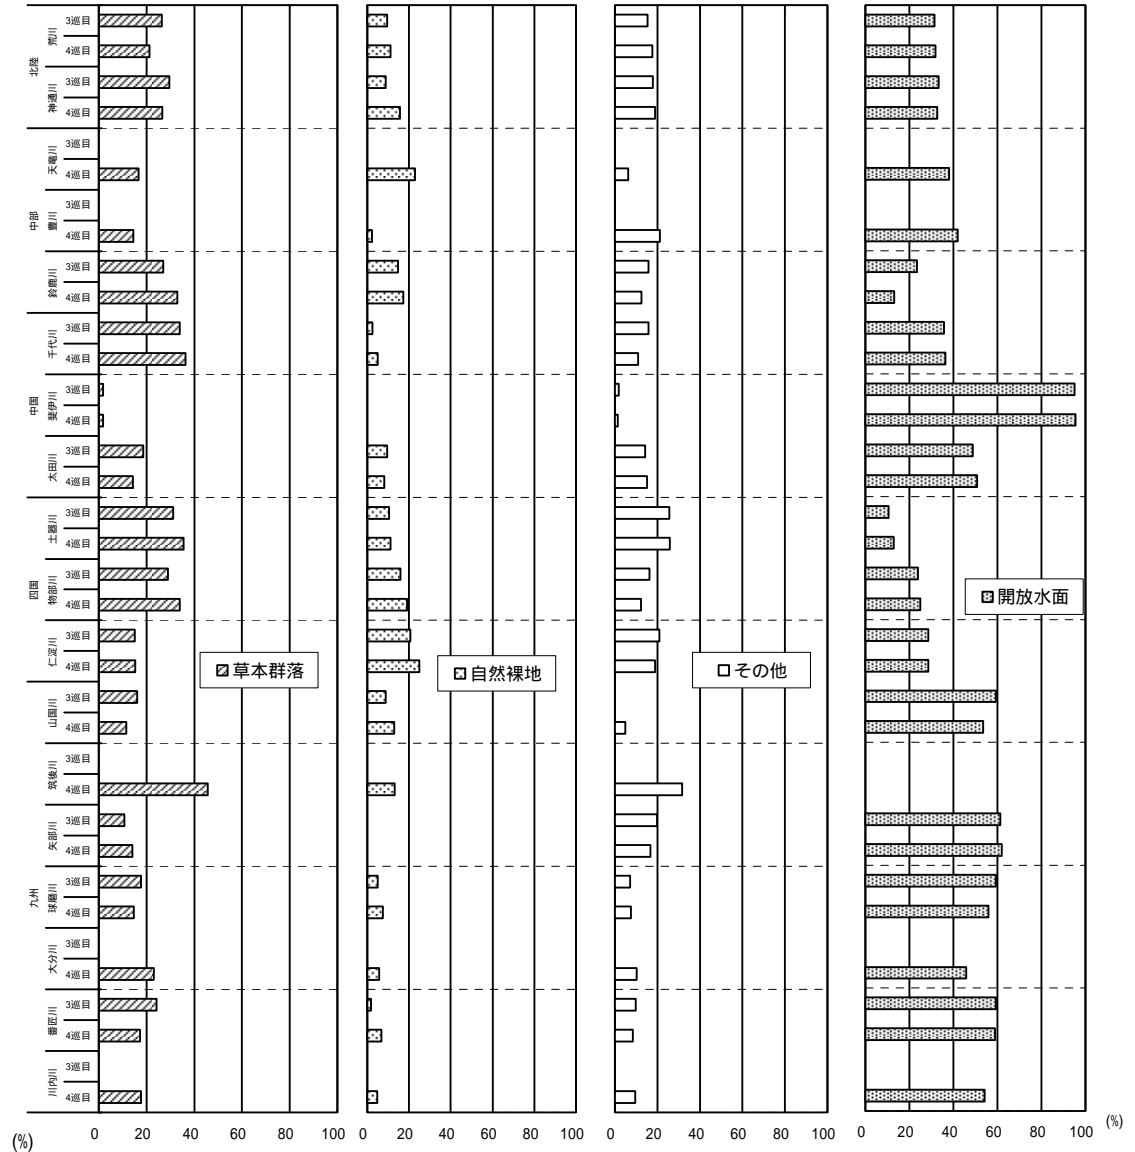 北陸
荒川
3巡目
4巡目
神通川
3巡目
4巡目
中部
天竜川
3巡目
4巡目
豊川
3巡目
4巡目
鈴鹿川
3巡目
4巡目
中国
千代川
3巡目
4巡目
斐伊川
3巡目
4巡目
太田川
3巡目
4巡目
四国
土器川
3巡目
4巡目
物部川
3巡目
4巡目
仁淀川
3巡目
4巡目
九州
山国川
3巡目
4巡目
筑後川
3巡目
4巡目
矢部川
3巡目
4巡目
球磨川
3巡目
4巡目
大分川
3巡目
4巡目
番匠川
3巡目
4巡目
川内川
3巡目
4巡目
草本群落
自然裸地
その他
開放水面
0 20 40 60 80 100
0 20 40 60 80 100
0 20 40 60 80 100
0 20 40 60 80 100
(%)
(%)